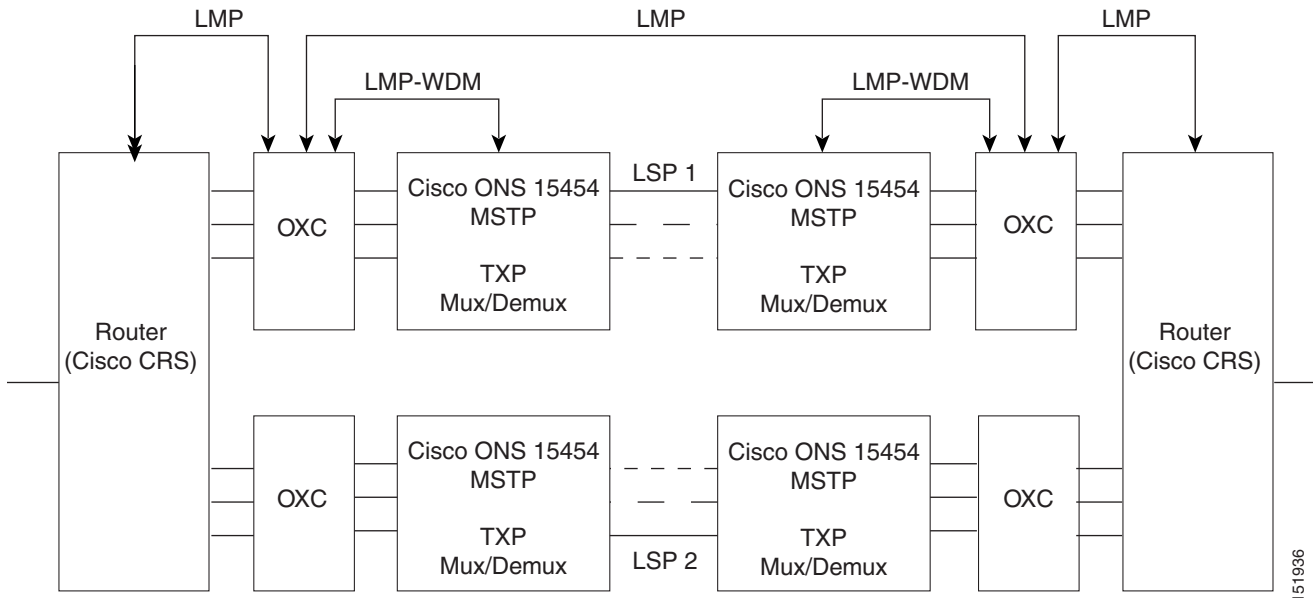 LMP
LMP
LMP
LMP-WDM
LMP-WDM
Router
(Cisco CRS)
OXC
Cisco ONS 15454
MSTP
TXP
Mux/Demux
LSP 1
Cisco ONS 15454
MSTP
TXP
Mux/Demux
OXC
Router
(Cisco CRS)
OXC
Cisco ONS 15454
MSTP
TXP
Mux/Demux
LSP 2
Cisco ONS 15454
MSTP
TXP
Mux/Demux
OXC
151936